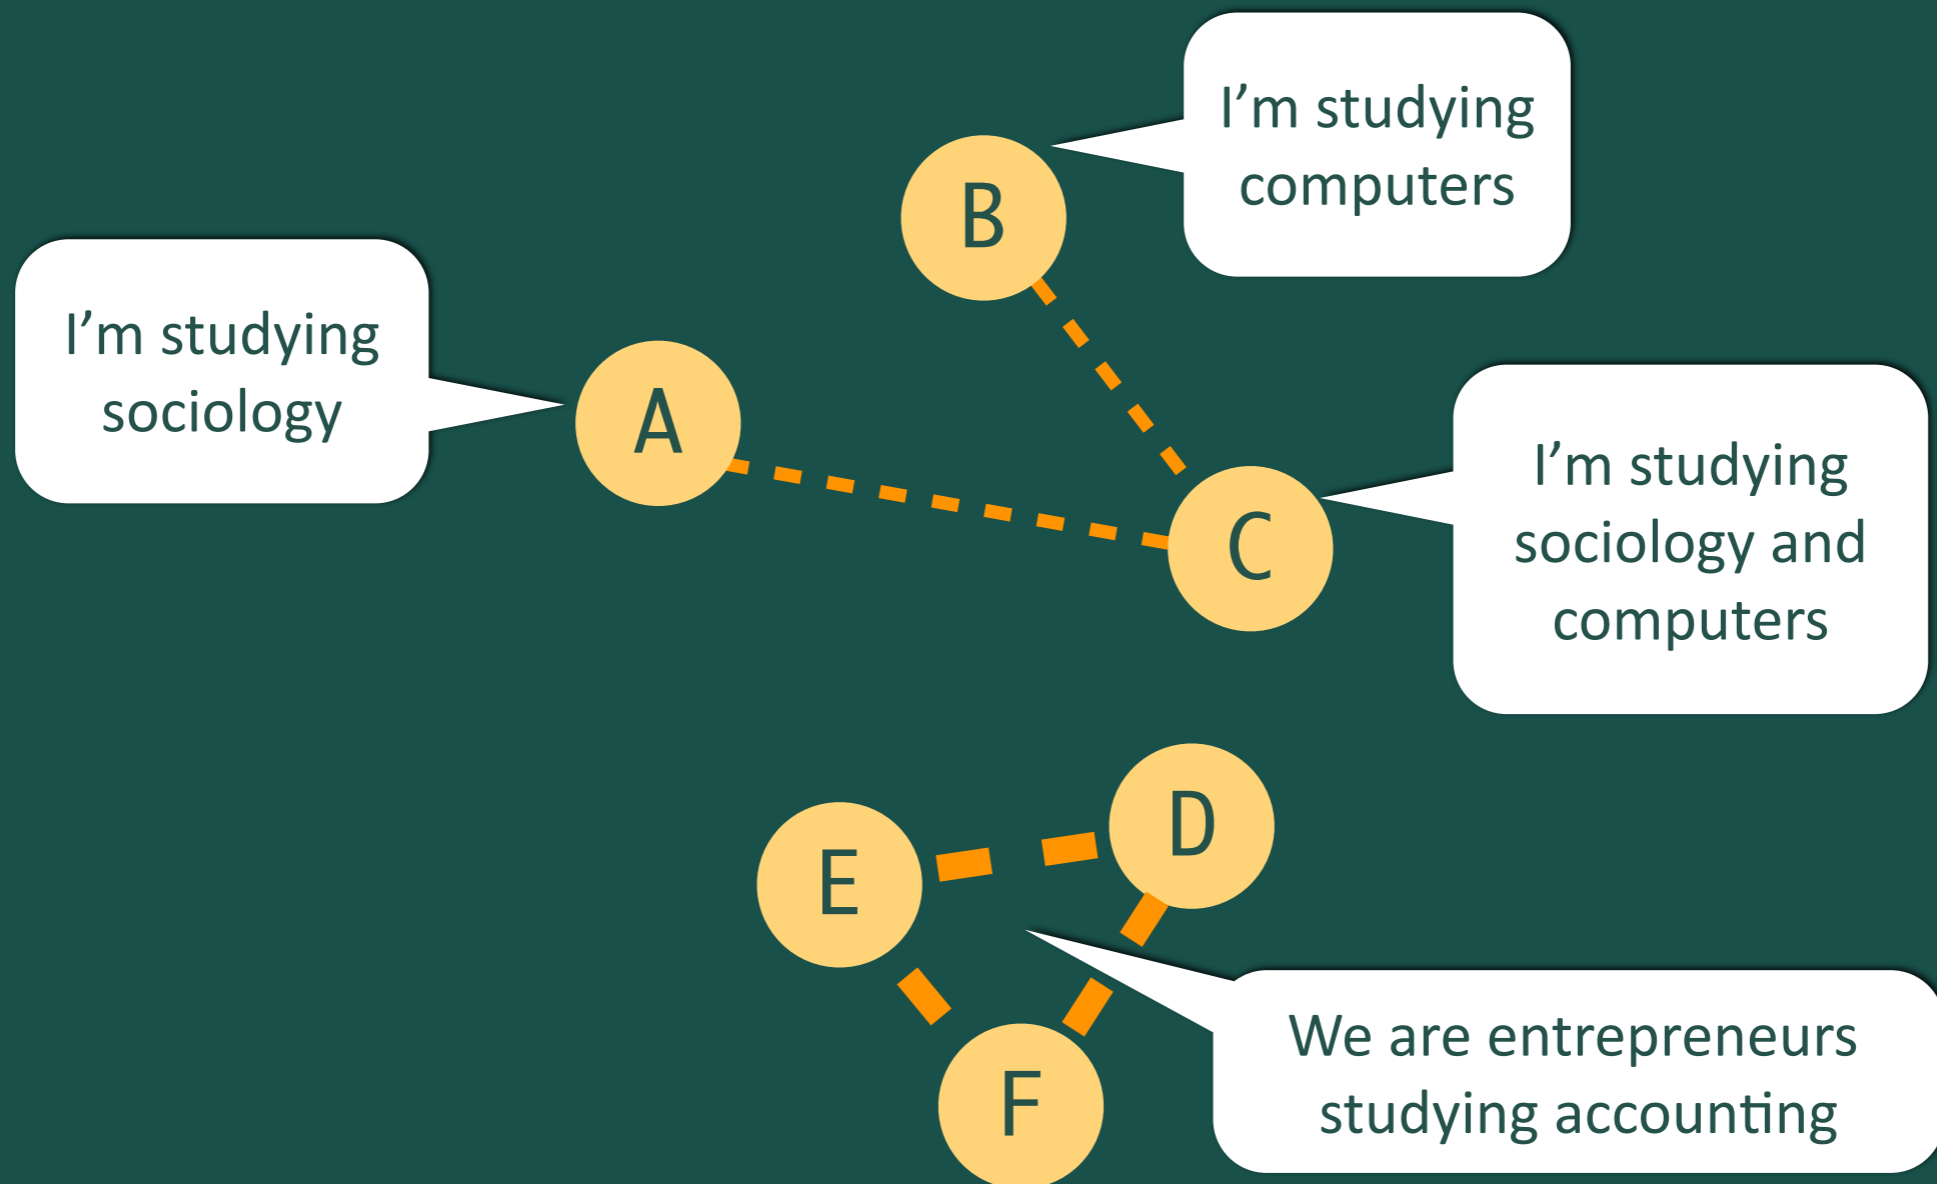 I’m studying
computers
B
I’m studying
sociology
A
I’m studying
sociology and
computers
C
D
E
F
We are entrepreneurs
studying accounting